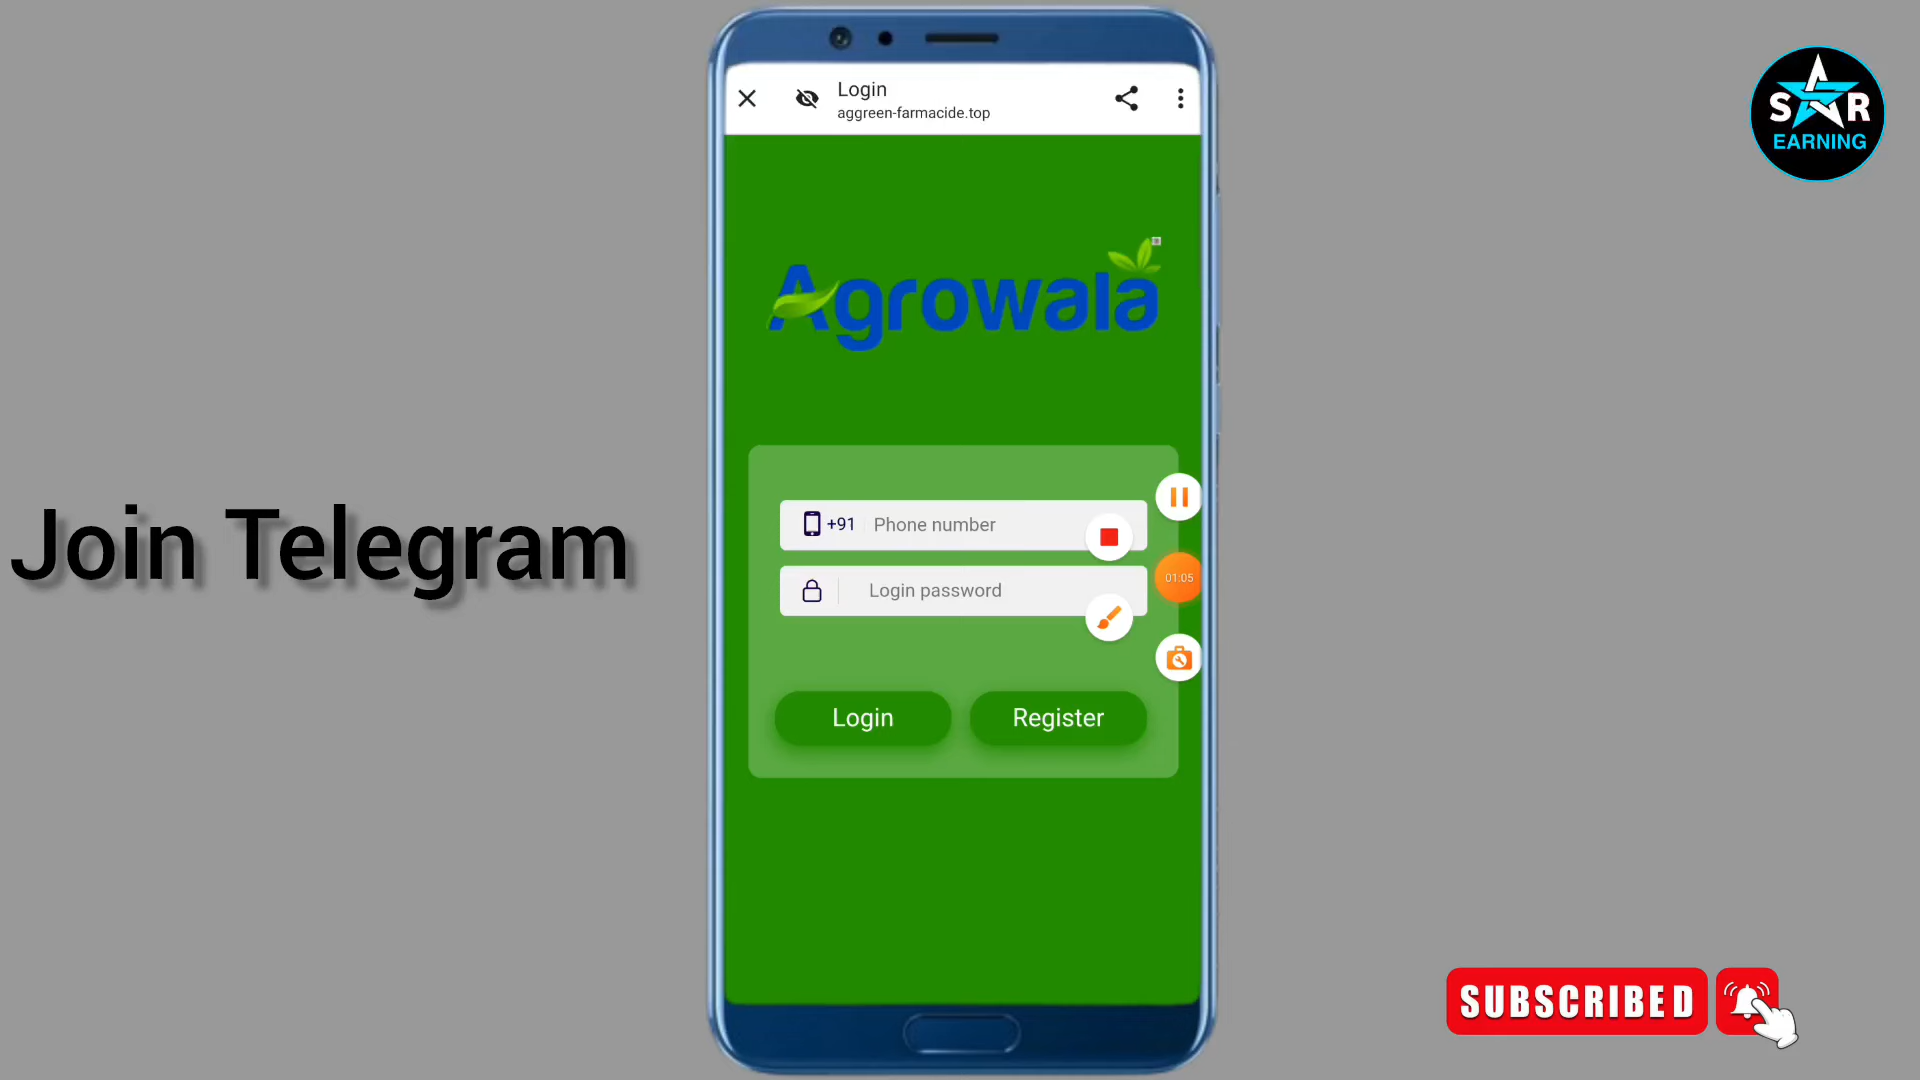 Login
aggreen-farmacide.top
STAR
EARNING
Agrowala
Join Telegram
+91 Phone number
Login password
01:05
Login Register
SUBSCRIBED